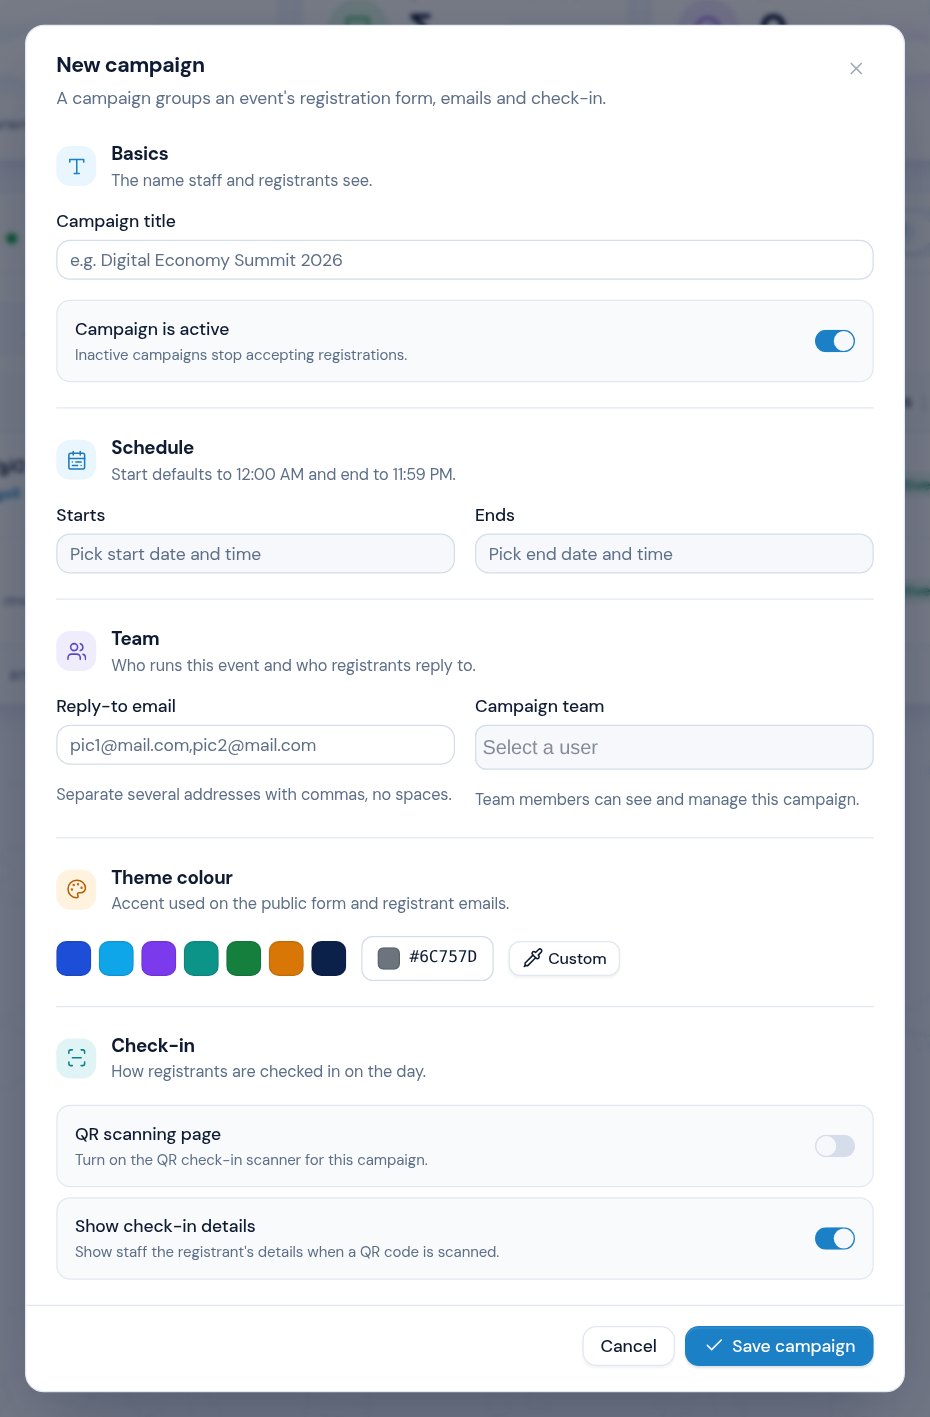 New campaign
A campaign groups an event's registration form, emails and check-in.
Basics
The name staff and registrants see.
Campaign title
e.g. Digital Economy Summit 2026
Campaign is active
Inactive campaigns stop accepting registrations.
Schedule
Start defaults to 12:00 AM and end to 11:59 PM.
Starts
Ends
Pick start date and time
Pick end date and time
Team
Who runs this event and who registrants reply to.
Reply-to email
Campaign team
pic1@mail.com,pic2@mail.com
Select a user
Separate several addresses with commas, no spaces.
Team members can see and manage this campaign.
Theme colour
Accent used on the public form and registrant emails.
#6C757D
Custom
Check-in
How registrants are checked in on the day.
QR scanning page
Turn on the QR check-in scanner for this campaign.
Show check-in details
Show staff the registrant's details when a QR code is scanned.
Cancel
Save campaign